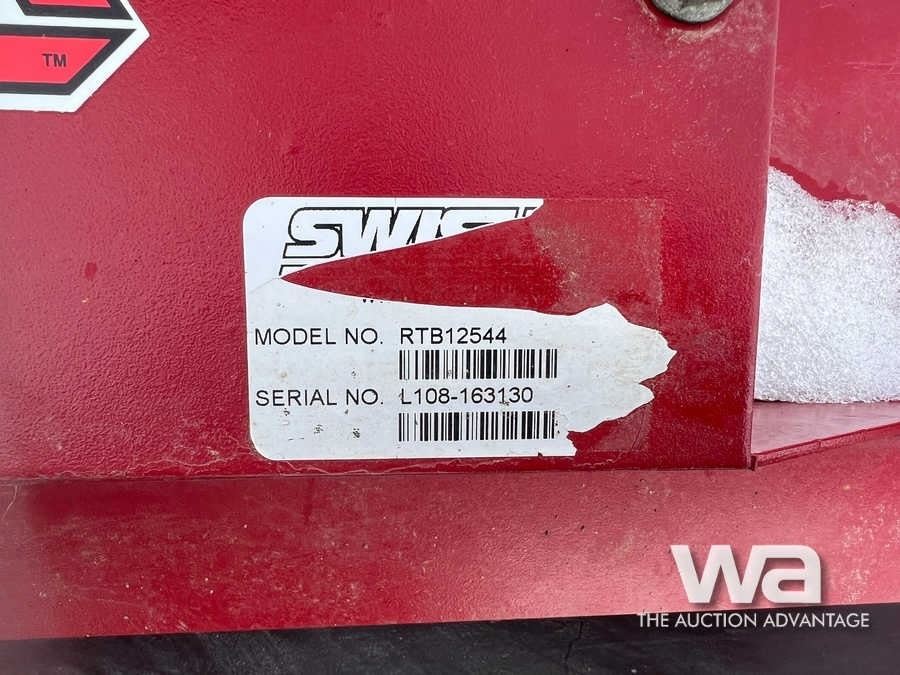 TM
SWIS
MODEL NO. RTB12544
SERIAL NO. L108-163130
wa
THE AUCTION ADVANTAGE